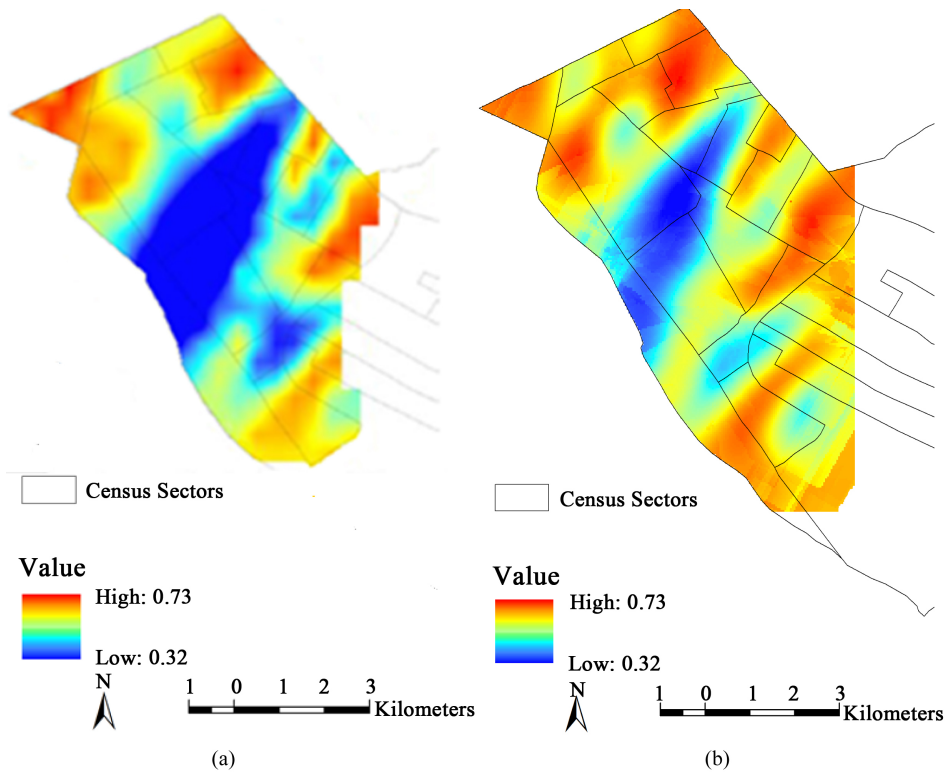 Census Sectors
Value
High: 0.73
Low: 0.32
N
1 0 1 2 3
Kilometers
(a)
Census Sectors
Value
High: 0.73
Low: 0.32
N
1 0 1 2 3
Kilometers
(b)